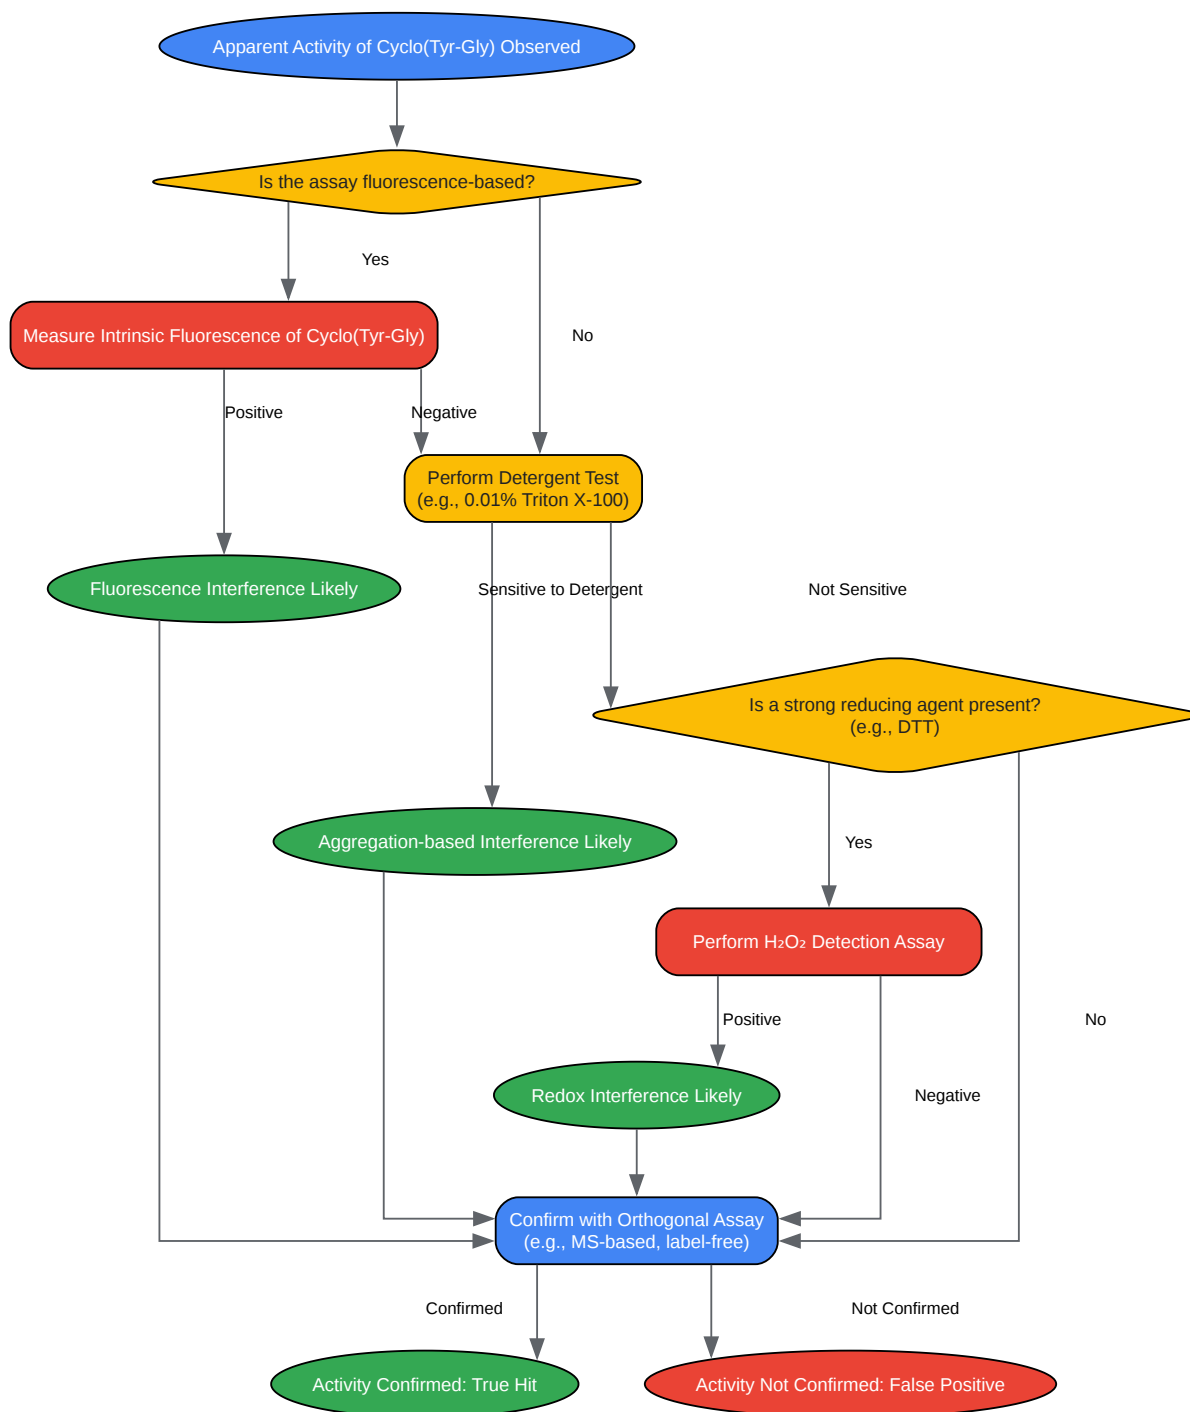 Apparent Activity of Cyclo(Tyr-Gly) Observed
Is the assay fluorescence-based?
Yes
Measure Intrinsic Fluorescence of Cyclo(Tyr-Gly)
No
Positive
Negative
Perform Detergent Test
(e.g., 0.01% Triton X-100)
Fluorescence Interference Likely
Sensitive to Detergent
Not Sensitive
Is a strong reducing agent present?
(e.g., DTT)
Aggregation-based Interference Likely
Yes
Perform H₂O₂ Detection Assay
Positive
No
Redox Interference Likely
Negative
Confirm with Orthogonal Assay
(e.g., MS-based, label-free)
Confirmed
Not Confirmed
Activity Confirmed: True Hit
Activity Not Confirmed: False Positive